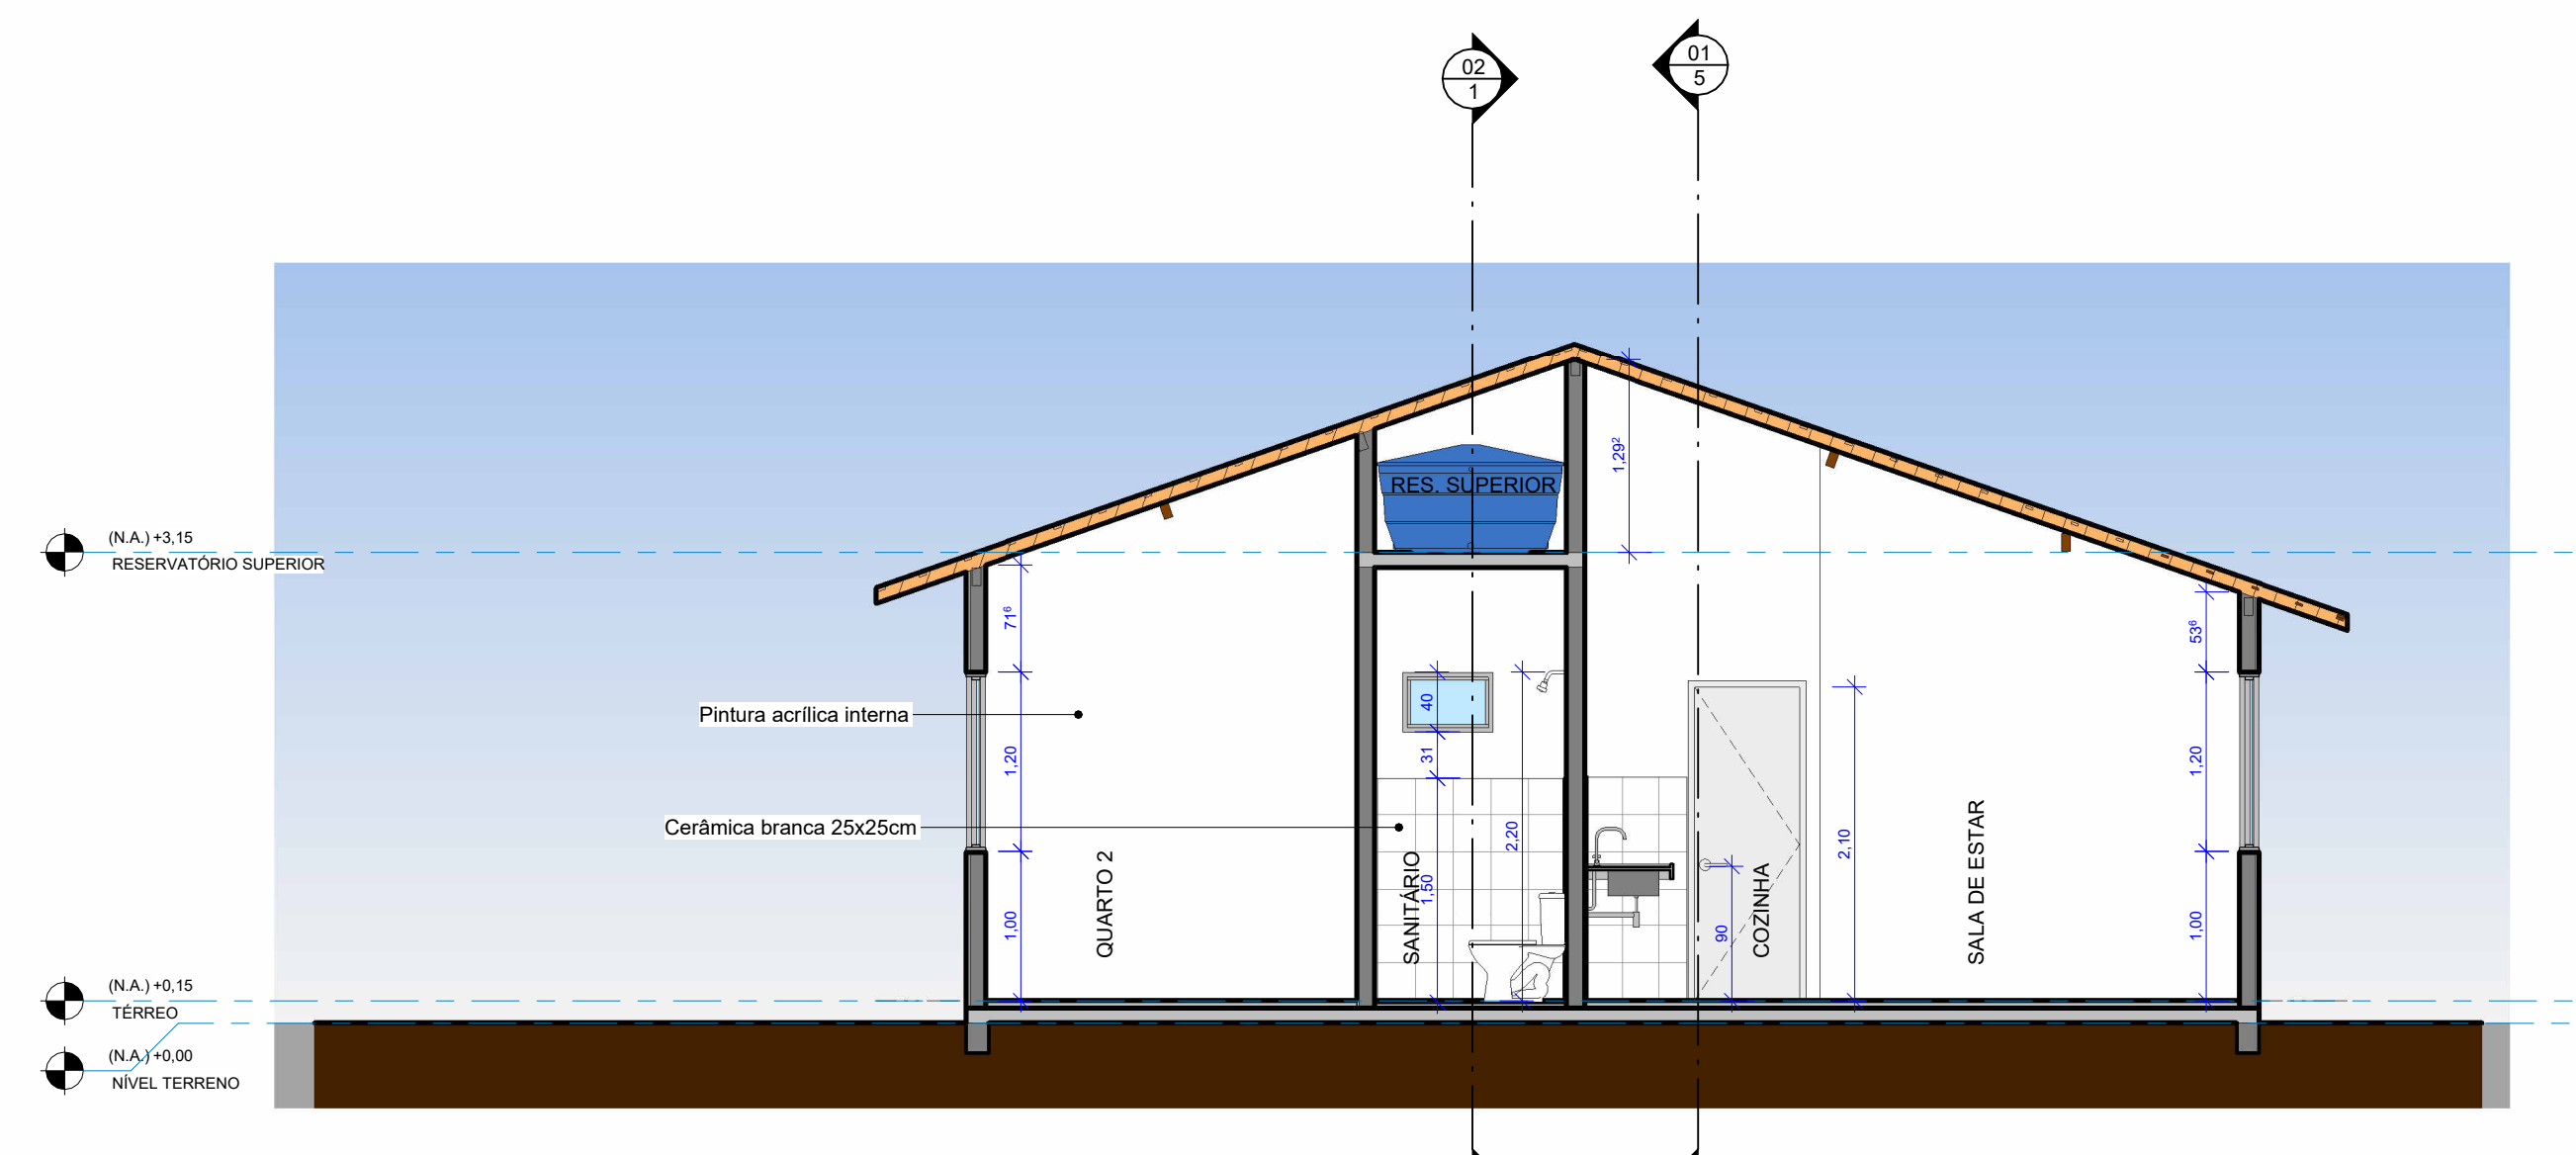 02
1
01
5
(N.A.) +3,15
RESERVATÓRIO SUPERIOR
RES. SUPERIOR
1,29²
71⁶
53⁶
Pintura acrílica interna
40
31
1,20
2,20
2,10
1,20
Cerâmica branca 25x25cm
1,00
QUARTO 2
SANITÁRIO
1,50
90
COZINHA
SALA DE ESTAR
1,00
(N.A.) +0,15
TÉRREO
(N.A.) +0,00
NÍVEL TERRENO